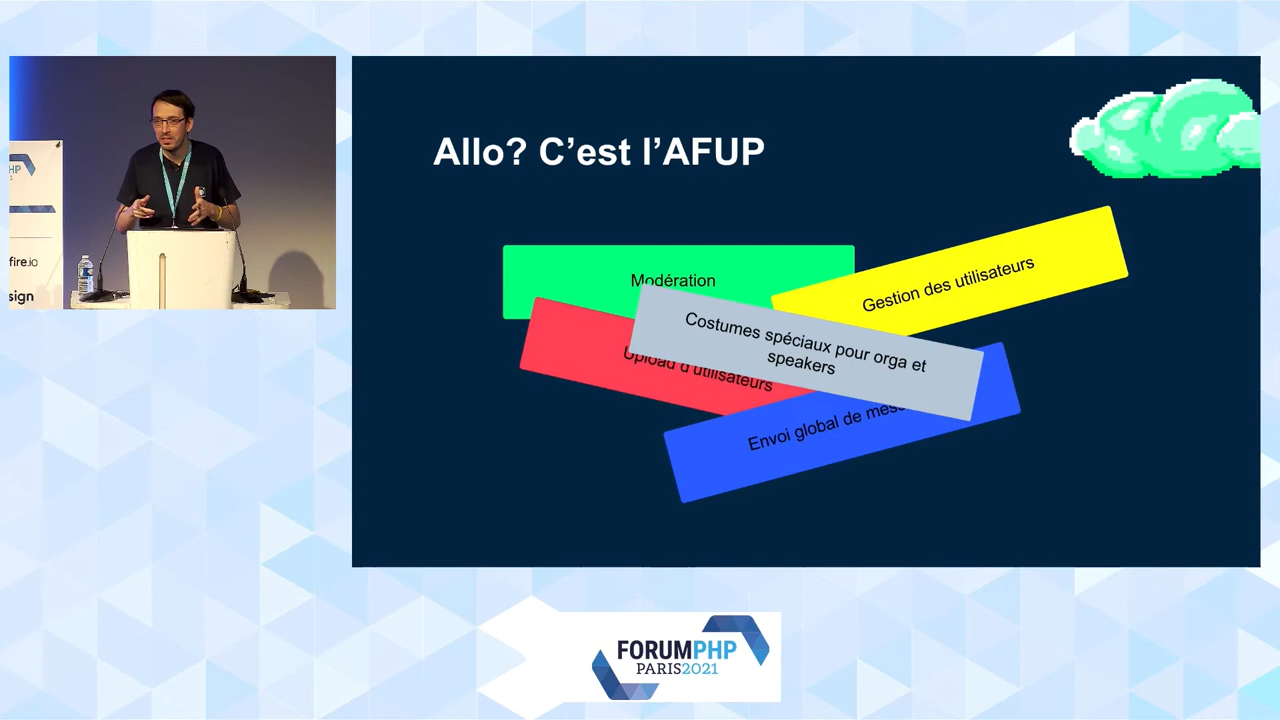 Allo? C'est l'AFUP
Modération
Gestion des utilisateurs
Costumes spéciaux pour orga et
speakers
Upload d'utilisateurs
Envoi global de
HP
fire.io
sign
FORUMPHP
PARIS2021